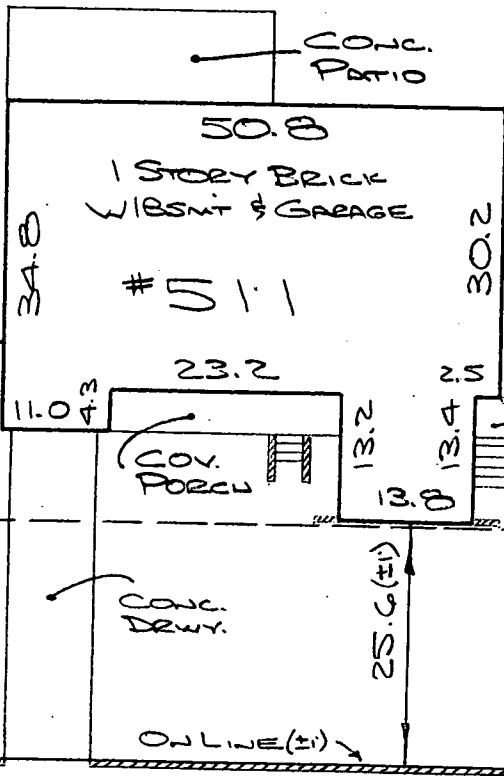 CONC.
PATIO
50.8
1 STORY BRICK
W/BSMT & GARAGE
34.8
30.2
#511
23.2
2.5
11.0
4.3
13.2
13.4
COV.
PORCH
13.8
CONC.
DRWY.
25.6(±1')
ON LINE(±1')